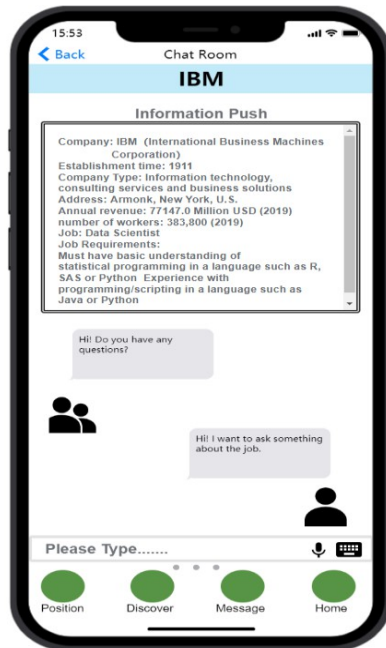 15:53
Back
Chat Room
IBM
Information Push
Company: IBM (International Business Machines
Corporation)
Establishment time: 1911
Company Type: Information technology,
consulting services and business solutions
Address: Armonk, New York, U.S.
Annual revenue: 77147.0 Million USD (2019)
number of workers: 383,800 (2019)
Job: Data Scientist
Job Requirements:
Must have basic understanding of
statistical programming in a language such as R,
SAS or Python Experience with
programming/scripting in a language such as
Java or Python
Hi! Do you have any
questions?
Hi! I want to ask something
about the job.
Please Type.......
Position
Discover
Message
Home